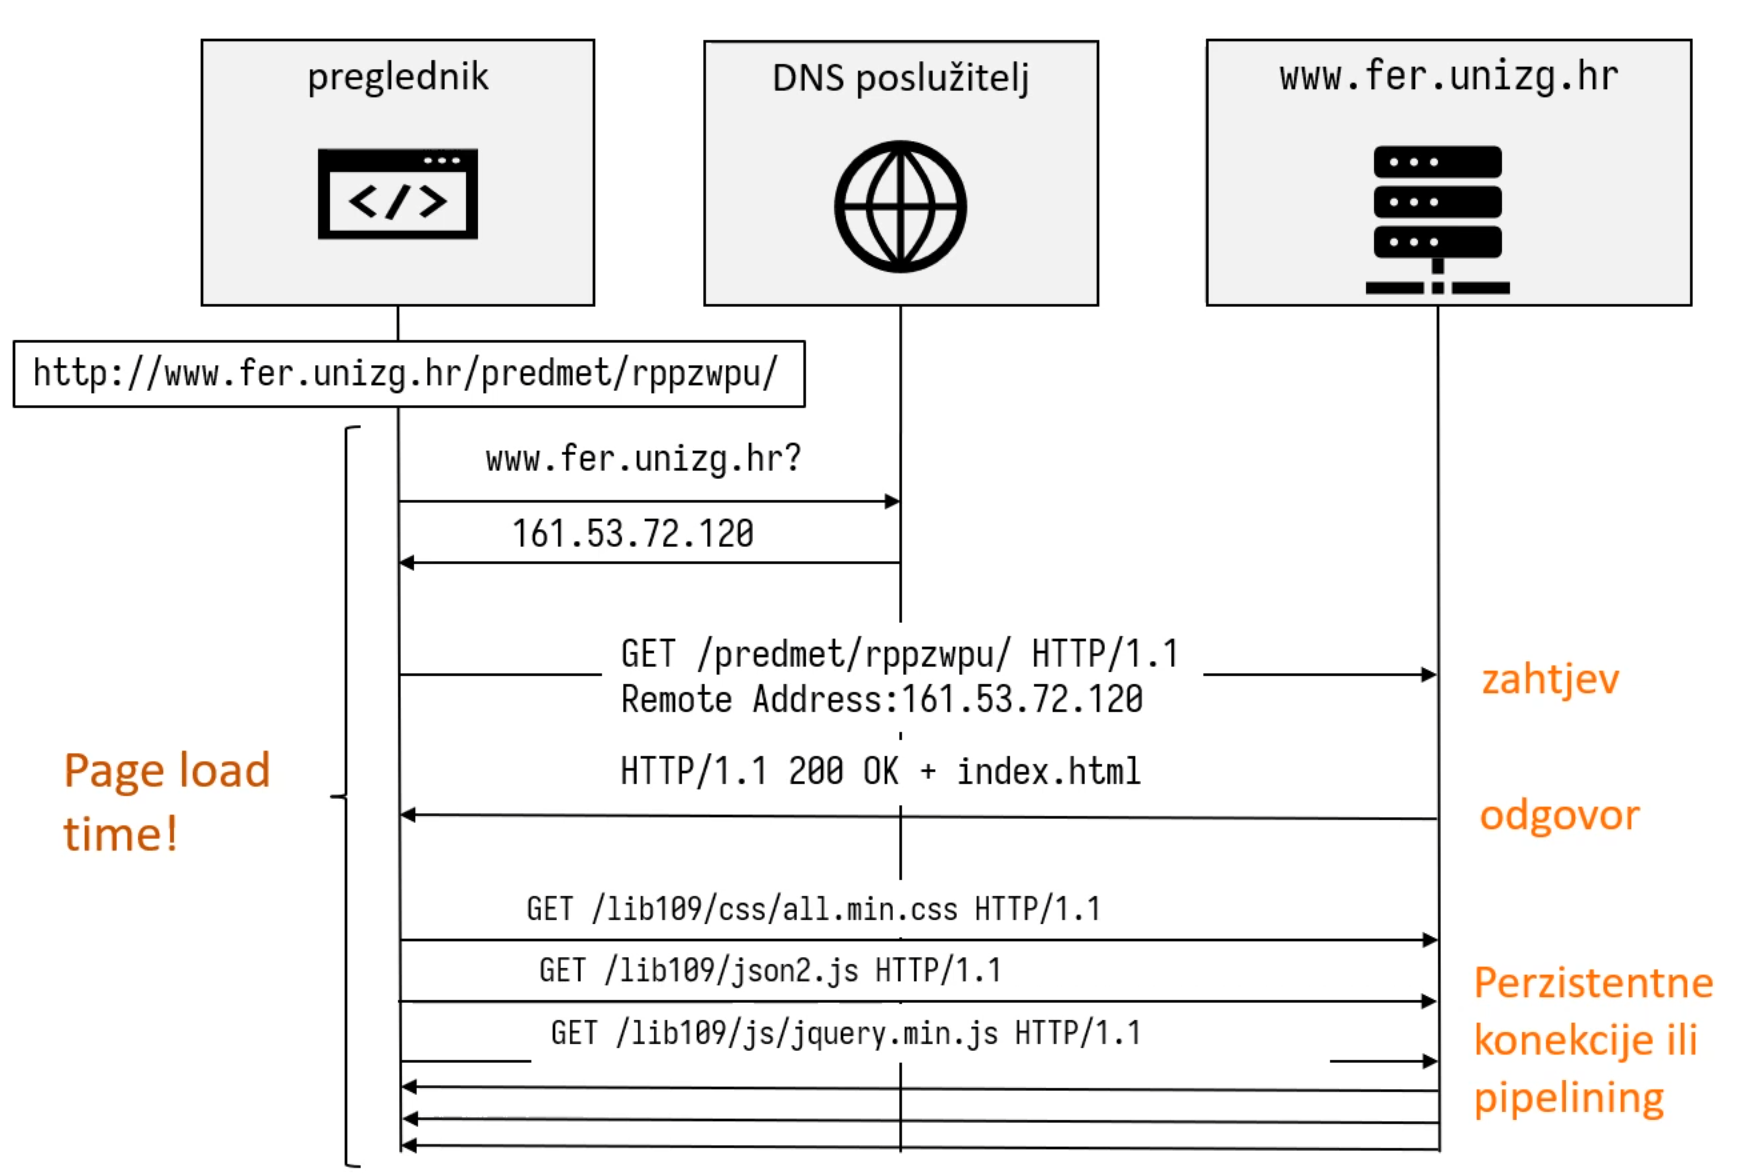 preglednik
DNS poslužitelj
www.fer.unizg.hr
</>
http://www.fer.unizg.hr/predmet/rppzwpu/
www.fer.unizg.hr?
161.53.72.120
GET /predmet/rppzwpu/ HTTP/1.1
Remote Address:161.53.72.120
zahtjev
HTTP/1.1 200 OK + index.html
odgovor
Page load
time!
GET /lib109/css/all.min.css HTTP/1.1
GET /lib109/json2.js HTTP/1.1
GET /lib109/js/jquery.min.js HTTP/1.1
Perzistentne
konekcije ili
pipelining